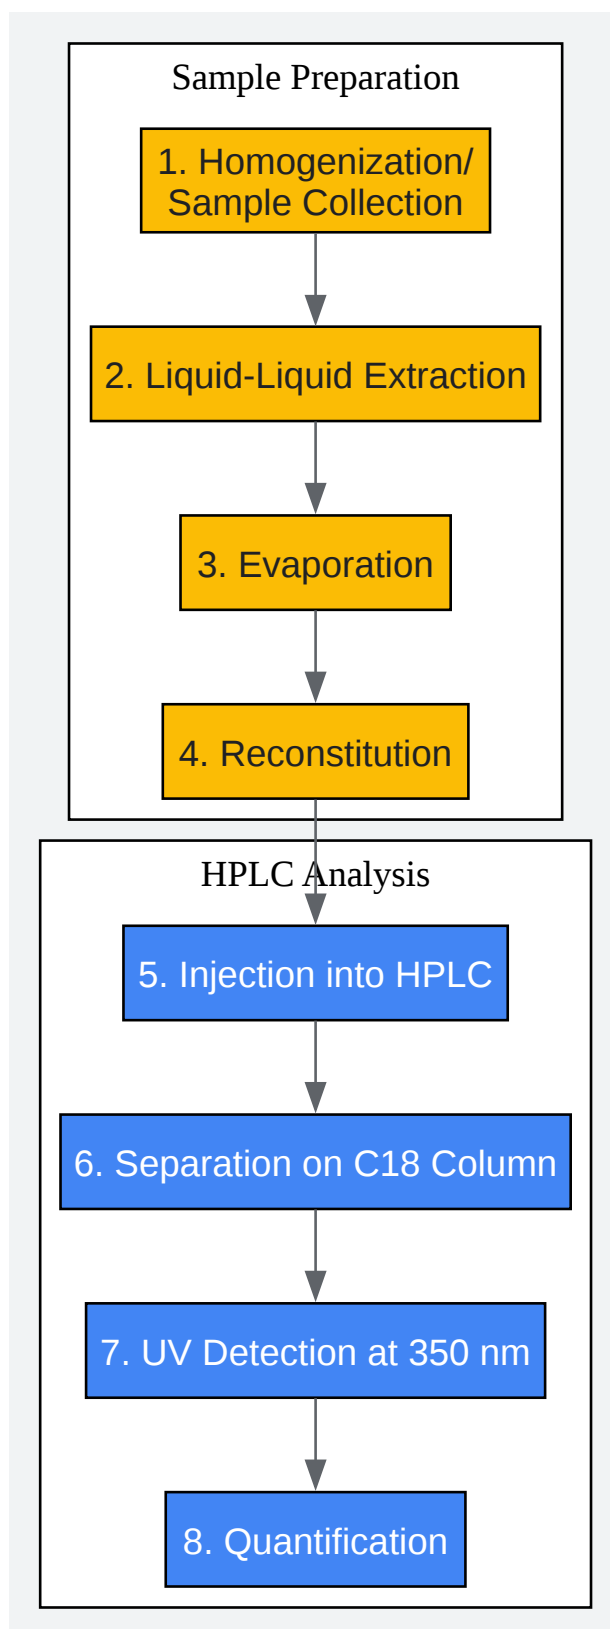 Sample Preparation
1. Homogenization/
Sample Collection
2. Liquid-Liquid Extraction
3. Evaporation
4. Reconstitution
HPLC Analysis
5. Injection into HPLC
6. Separation on C18 Column
7. UV Detection at 350 nm
8. Quantification